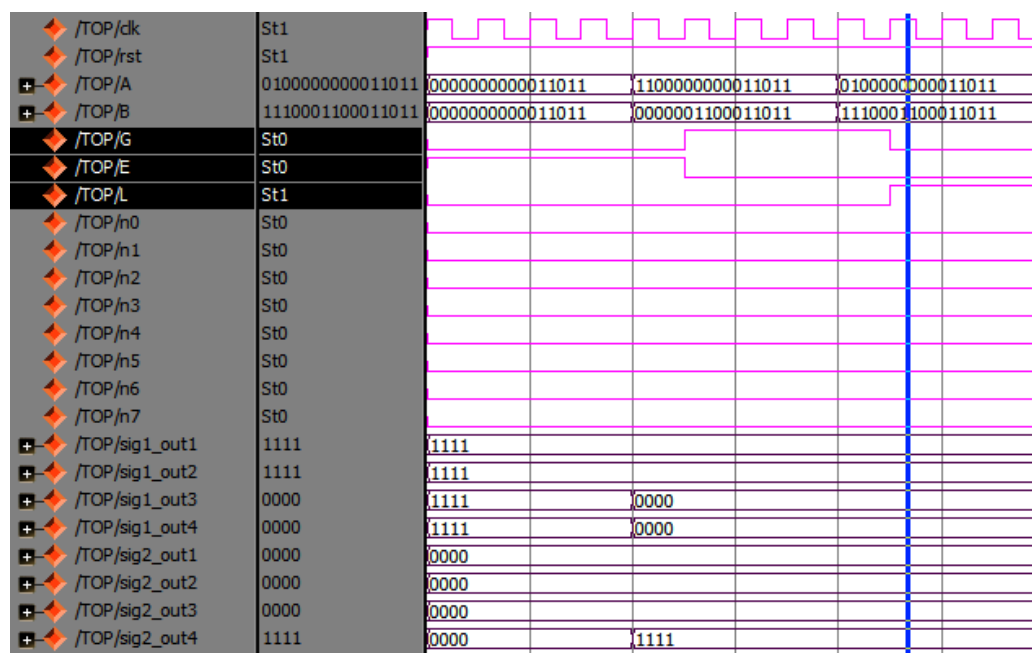 /TOP/clk St1
/TOP/rst St1
/TOP/A 0100000000011011 0000000000011011 1100000000011011 0100000000011011
/TOP/B 1110001100011011 0000000000011011 0000001100011011 1110001100011011
/TOP/G St0
/TOP/E St0
/TOP/L St1
/TOP/n0 St0
/TOP/n1 St0
/TOP/n2 St0
/TOP/n3 St0
/TOP/n4 St0
/TOP/n5 St0
/TOP/n6 St0
/TOP/n7 St0
/TOP/sig1_out1 1111 1111
/TOP/sig1_out2 1111 1111
/TOP/sig1_out3 0000 1111 0000
/TOP/sig1_out4 0000 1111 0000
/TOP/sig2_out1 0000 0000
/TOP/sig2_out2 0000 0000
/TOP/sig2_out3 0000 0000
/TOP/sig2_out4 1111 0000 1111